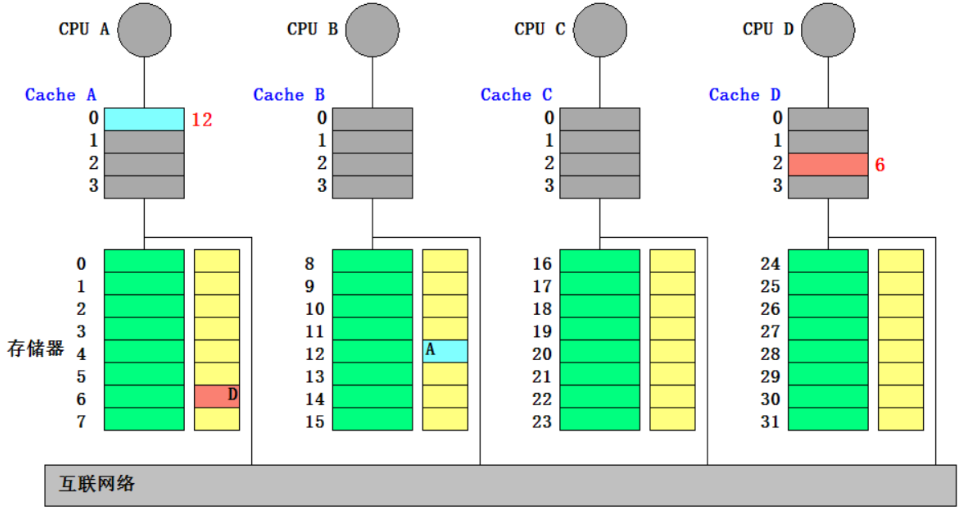 CPU A CPU B CPU C CPU D
Cache A Cache B Cache C Cache D
0 12 0 0 0
1 1 1 1
2 2 2 2 6
3 3 3 3
0 8 16 24
1 9 17 25
2 10 18 26
3 11 19 27
存储器 4 12 A 20 28
5 13 21 29
6 D 14 22 30
7 15 23 31
互联网络